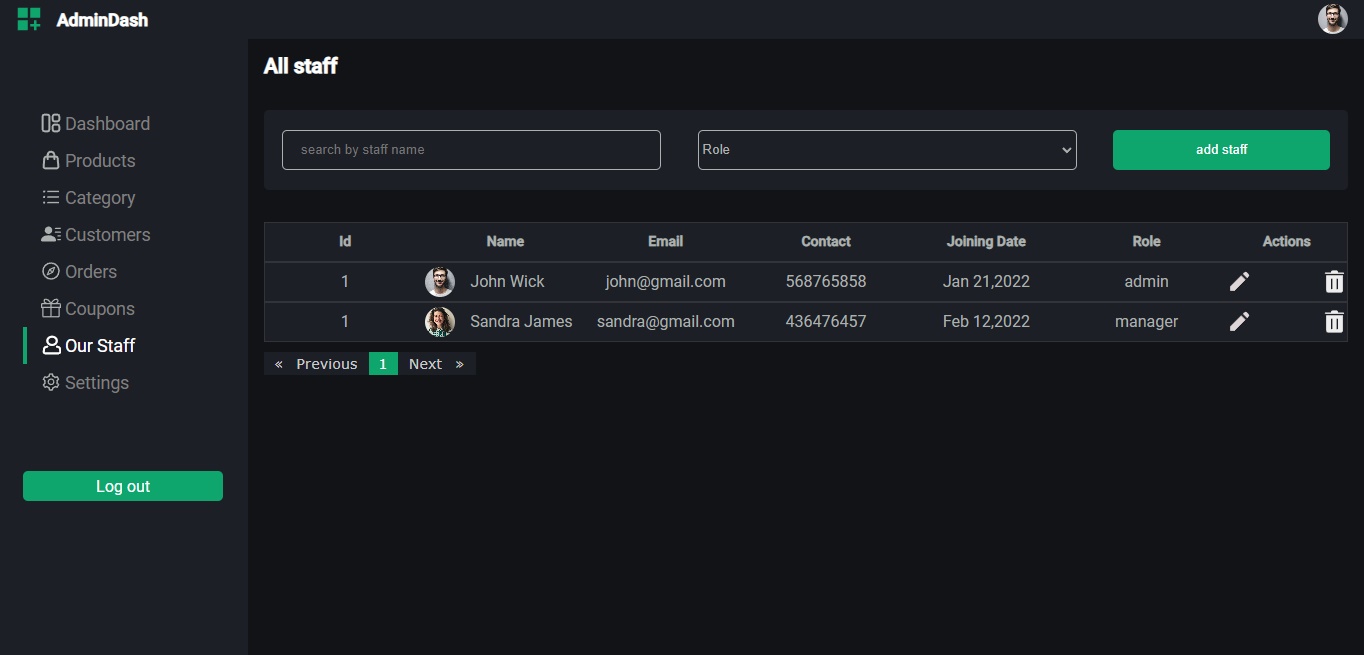 AdminDash
All staff
Dashboard
Products
Category
Customers
Orders
Coupons
Our Staff
Settings
Log out
search by staff name Role add staff
Id Name Email Contact Joining Date Role Actions
1 John Wick john@gmail.com 568765858 Jan 21,2022 admin
1 Sandra James sandra@gmail.com 436476457 Feb 12,2022 manager
« Previous 1 Next »